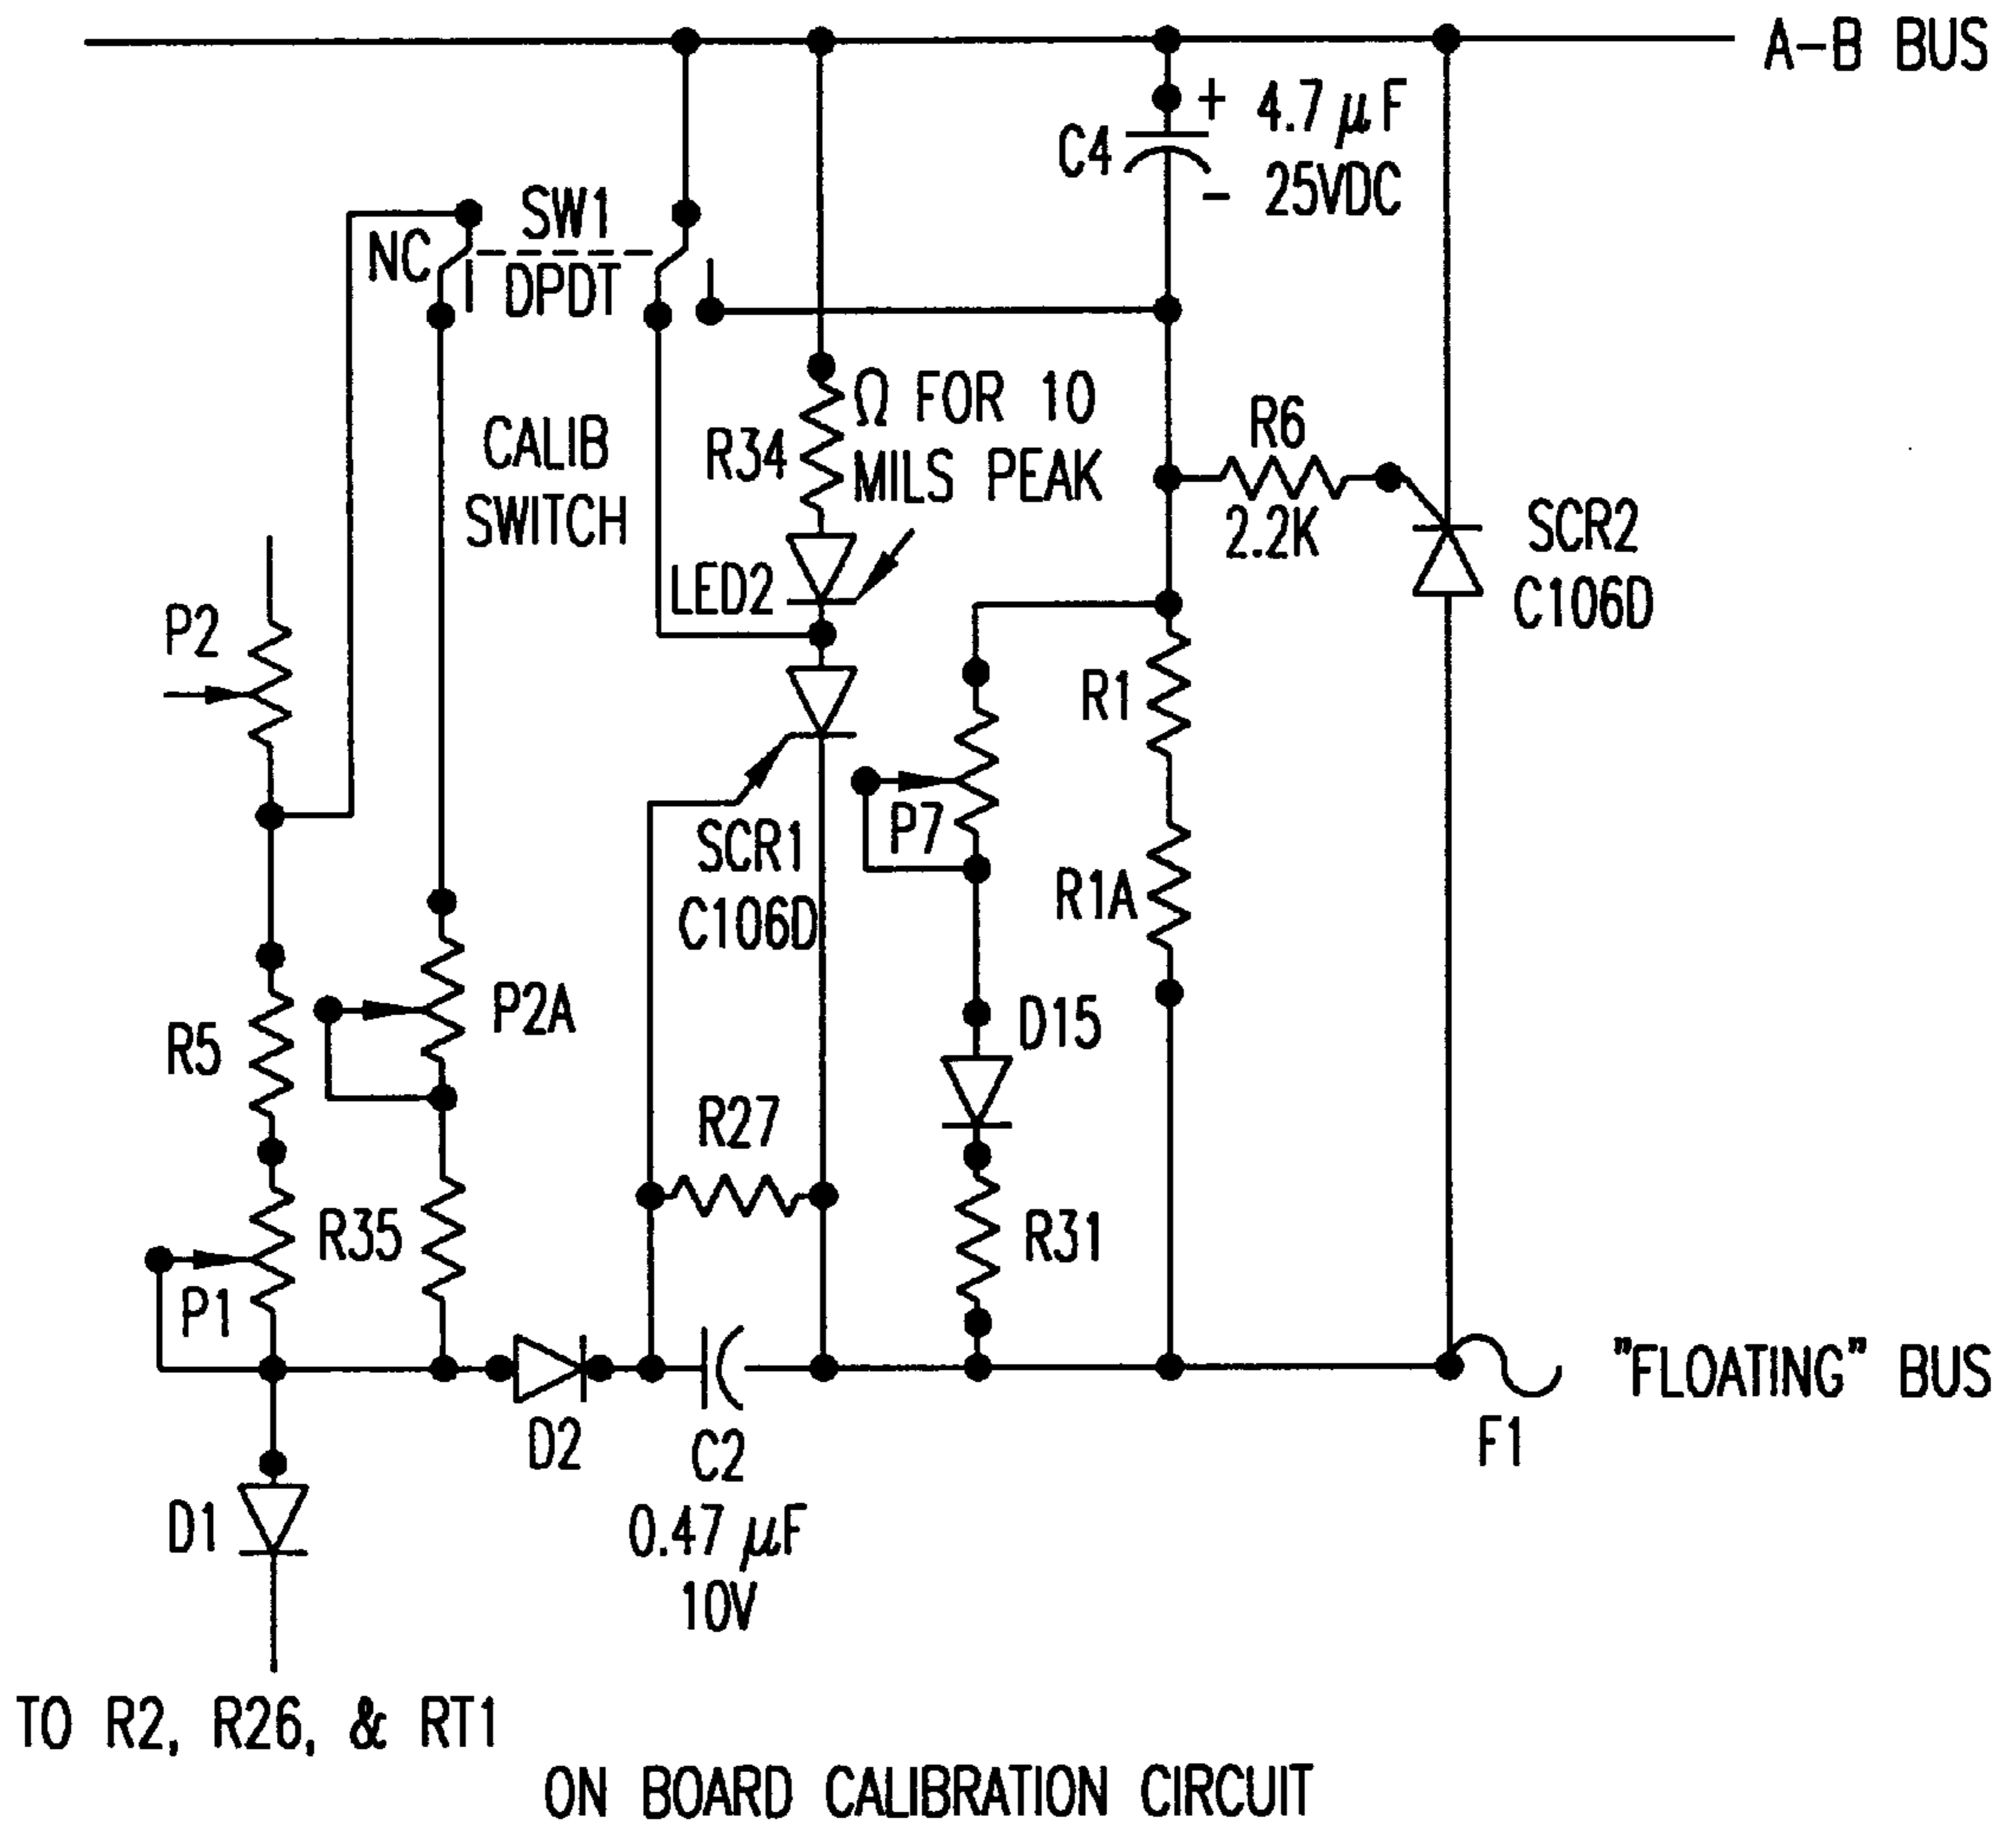 A-B BUS
+ 4.7 μF
C4
- 25VDC
SW1
NC
DPDT
Ω FOR 10
MILS PEAK
R34
CALIB
SWITCH
R6
2.2K
SCR2
C106D
LED2
P2
R1
SCR1
C106D
P7
R1A
P2A
D15
R5
R27
R35
R31
P1
"FLOATING" BUS
F1
D2
C2
0.47 μF
10V
D1
TO R2, R26, & RT1
ON BOARD CALIBRATION CIRCUIT